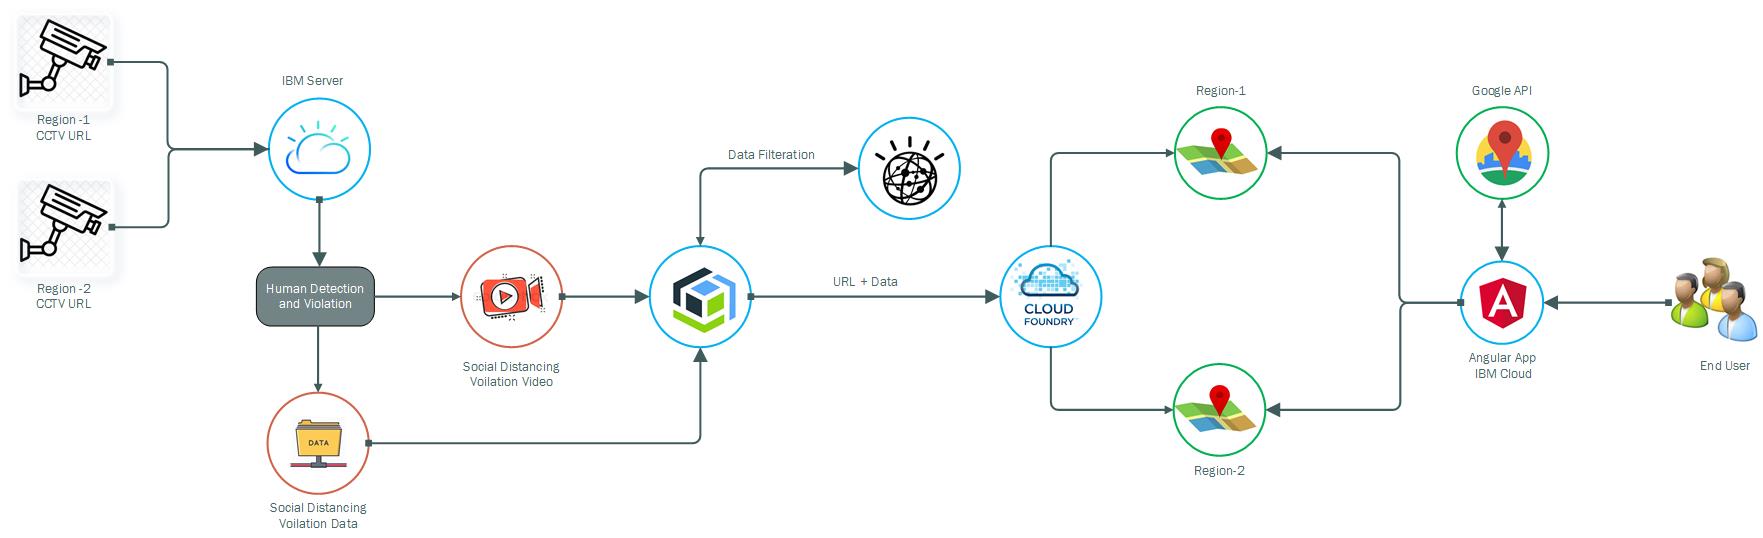 Region -1
CCTV URL
Region -2
CCTV URL
IBM Server
Human Detection
and Violation
Social Distancing
Voilation Data
DATA
Social Distancing
Voilation Video
Data Filteration
URL + Data
CLOUD
FOUNDRY
Region-1
Region-2
Google API
A
Angular App
IBM Cloud
End User